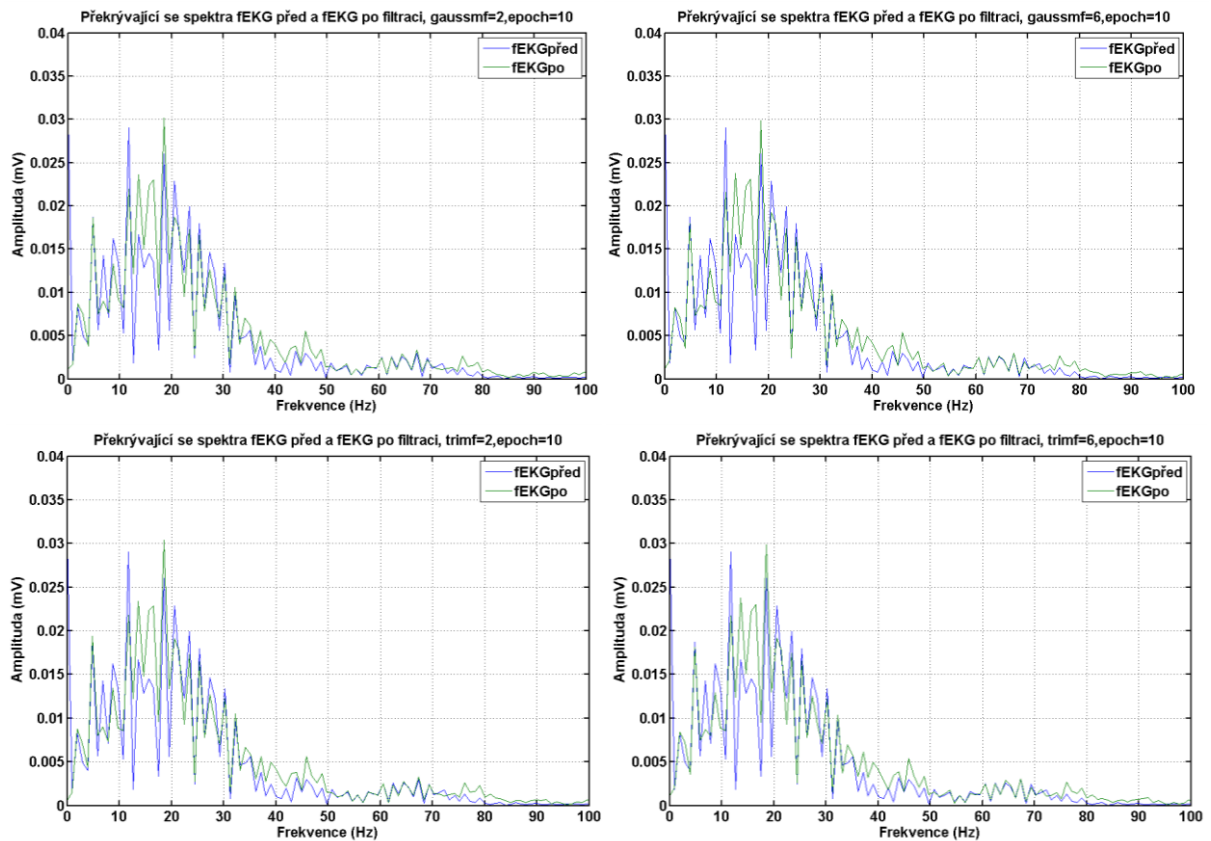 Překrývající se spektra fEKG před a fEKG po filtraci, gaussmf=2,epoch=10
fEKGpřed
fEKGpo
Amplituda (mV)
0.04
0.035
0.03
0.025
0.02
0.015
0.01
0.005
0
0 10 20 30 40 50 60 70 80 90 100
Frekvence (Hz)
Překrývající se spektra fEKG před a fEKG po filtraci, gaussmf=6,epoch=10
fEKGpřed
fEKGpo
Amplituda (mV)
0.04
0.035
0.03
0.025
0.02
0.015
0.01
0.005
0
0 10 20 30 40 50 60 70 80 90 100
Frekvence (Hz)
Překrývající se spektra fEKG před a fEKG po filtraci, trimf=2,epoch=10
fEKGpřed
fEKGpo
Amplituda (mV)
0.04
0.035
0.03
0.025
0.02
0.015
0.01
0.005
0
0 10 20 30 40 50 60 70 80 90 100
Frekvence (Hz)
Překrývající se spektra fEKG před a fEKG po filtraci, trimf=6,epoch=10
fEKGpřed
fEKGpo
Amplituda (mV)
0.04
0.035
0.03
0.025
0.02
0.015
0.01
0.005
0
0 10 20 30 40 50 60 70 80 90 100
Frekvence (Hz)